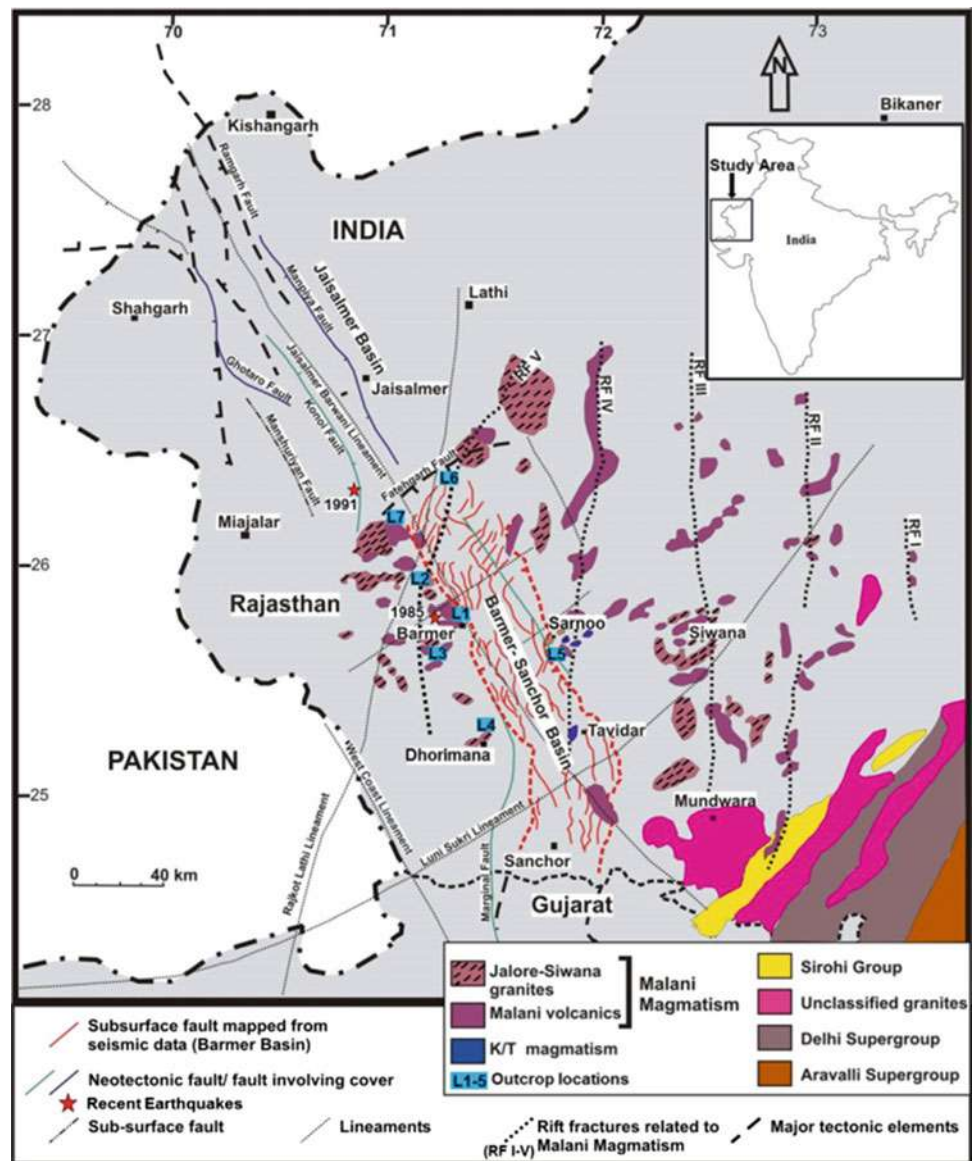 70
71
72
73
N
28
Bikaner
Kishangarh
Ramgarh Fault
Study Area
India
INDIA
Manpiya Fault
Jaisalmer Basin
Lathi
Shahgarh
27
Jaisalmer
Ghotaro Fault
Jaisalmer Barwani Lineament
Konoi Fault
Manshuriyan Fault
RF V
RF IV
RF III
RF II
RF I
Fatehgarh Fault
L6
1991
L7
Miajalar
26
L2
Rajasthan
1985
L1
Barmer
L3
Barmer- Sanchor Basin
Sarnoo
L5
Siwana
L4
Dhorimana
Tavidar
PAKISTAN
25
West Coast Lineament
Luni Sukri Lineament
Mundwara
Rajkot Lathi Lineament
Marginal Fault
Sanchor
0 40 km
Gujarat
Jalore-Siwana
granites
Malani
Magmatism
Malani volcanics
K/T magmatism
L1-5 Outcrop locations
Sirohi Group
Unclassified granites
Delhi Supergroup
Aravalli Supergroup
Subsurface fault mapped from
seismic data (Barmer Basin)
Neotectonic fault/ fault involving cover
Recent Earthquakes
Sub-surface fault
Lineaments
Rift fractures related to
(RF I-V) Malani Magmatism
Major tectonic elements